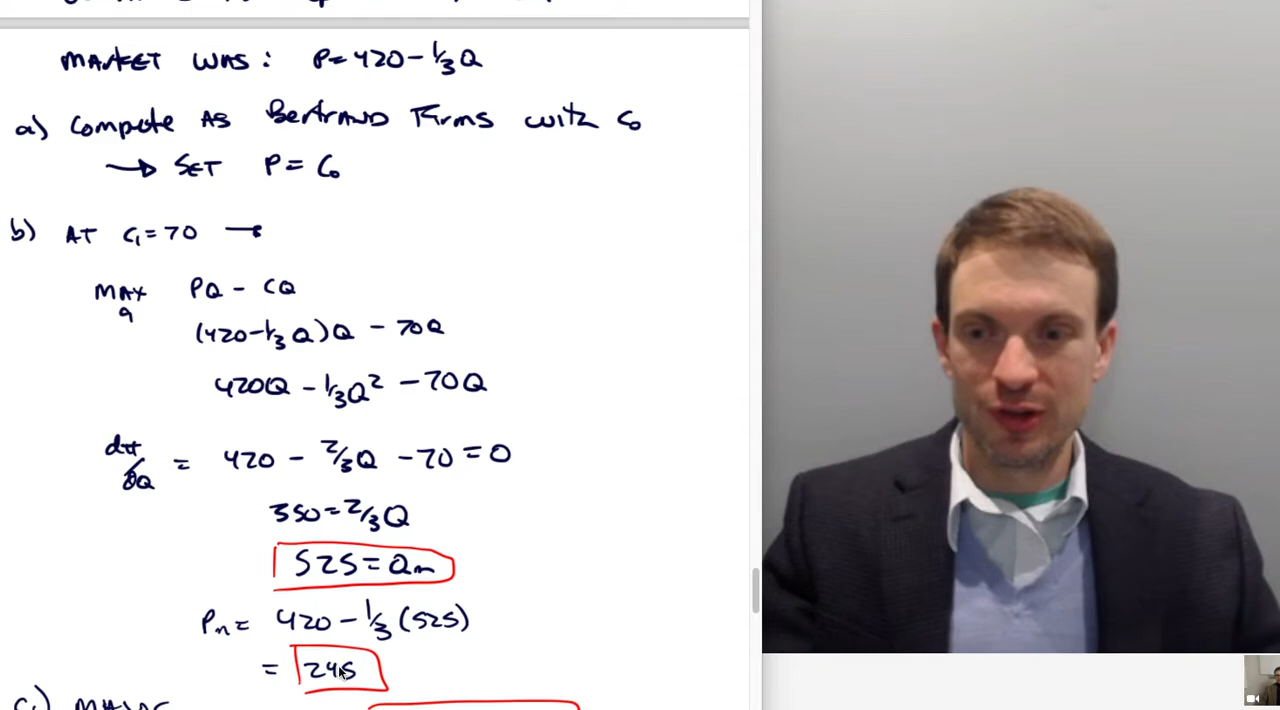 MARKET WAS: P=420-1/3Q
a) Compete AS Bertrand Firms with C₀
→ SET P= C₀
b) AT C₁=70 →
MAX PQ - CQ
q
(420-1/3Q)Q - 70Q
420Q - 1/3Q² - 70Q
dπ/dQ = 420 - 2/3Q - 70 = 0
350=2/3Q
525=Qm
Pm= 420-1/3(525)
= 245
c)